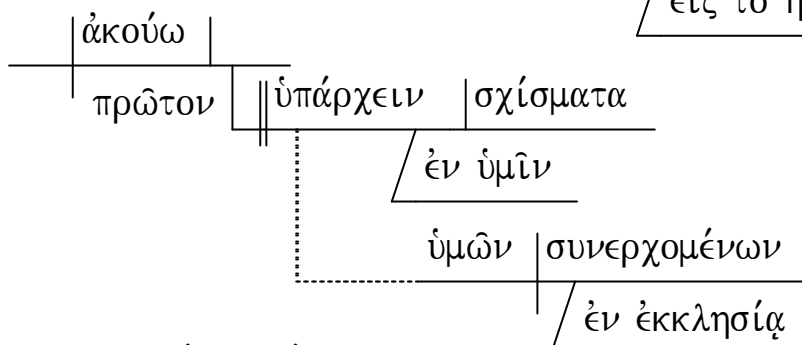 εἰς τὸ
ἀκούω
πρῶτον ὑπάρχειν σχίσματα
ἐν ὑμῖν
ὑμῶν συνερχομένων
ἐν ἐκκλησίᾳ